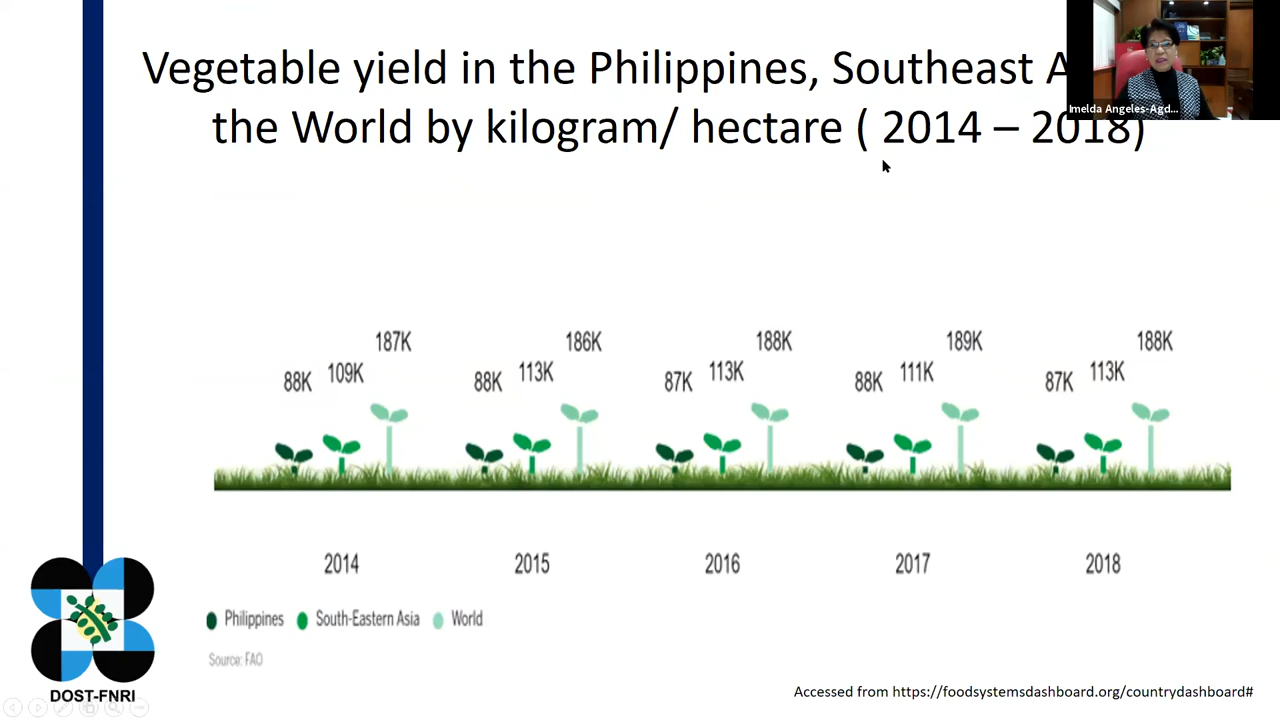 Vegetable yield in the Philippines, Southeast A
the World by kilogram/ hectare ( 2014 – 2018)
Imelda Angeles-Agd...
187K 186K 188K 189K 188K
88K 109K 88K 113K 87K 113K 88K 111K 87K 113K
2014 2015 2016 2017 2018
Philippines South-Eastern Asia World
Source: FAO
DOST-FNRI
Accessed from https://foodsystemsdashboard.org/countrydashboard#